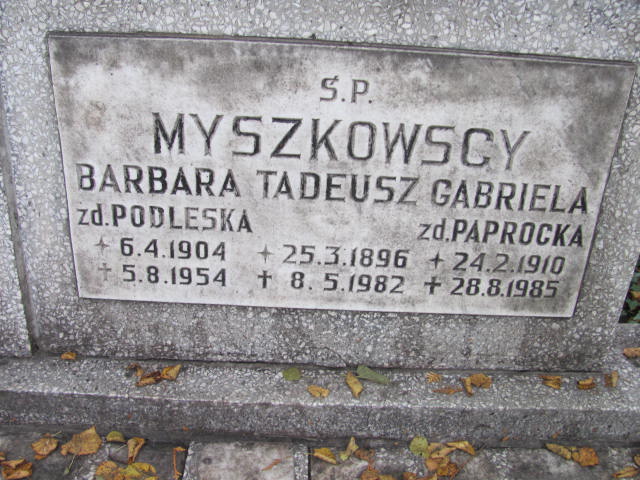 Ś.P.
MYSZKOWSCY
BARBARA TADEUSZ GABRIELA
zd.PODLESKA zd.PAPROCKA
6.4.1904 25.3.1896 24.2.1910
5.8.1954 8.5.1982 28.8.1985